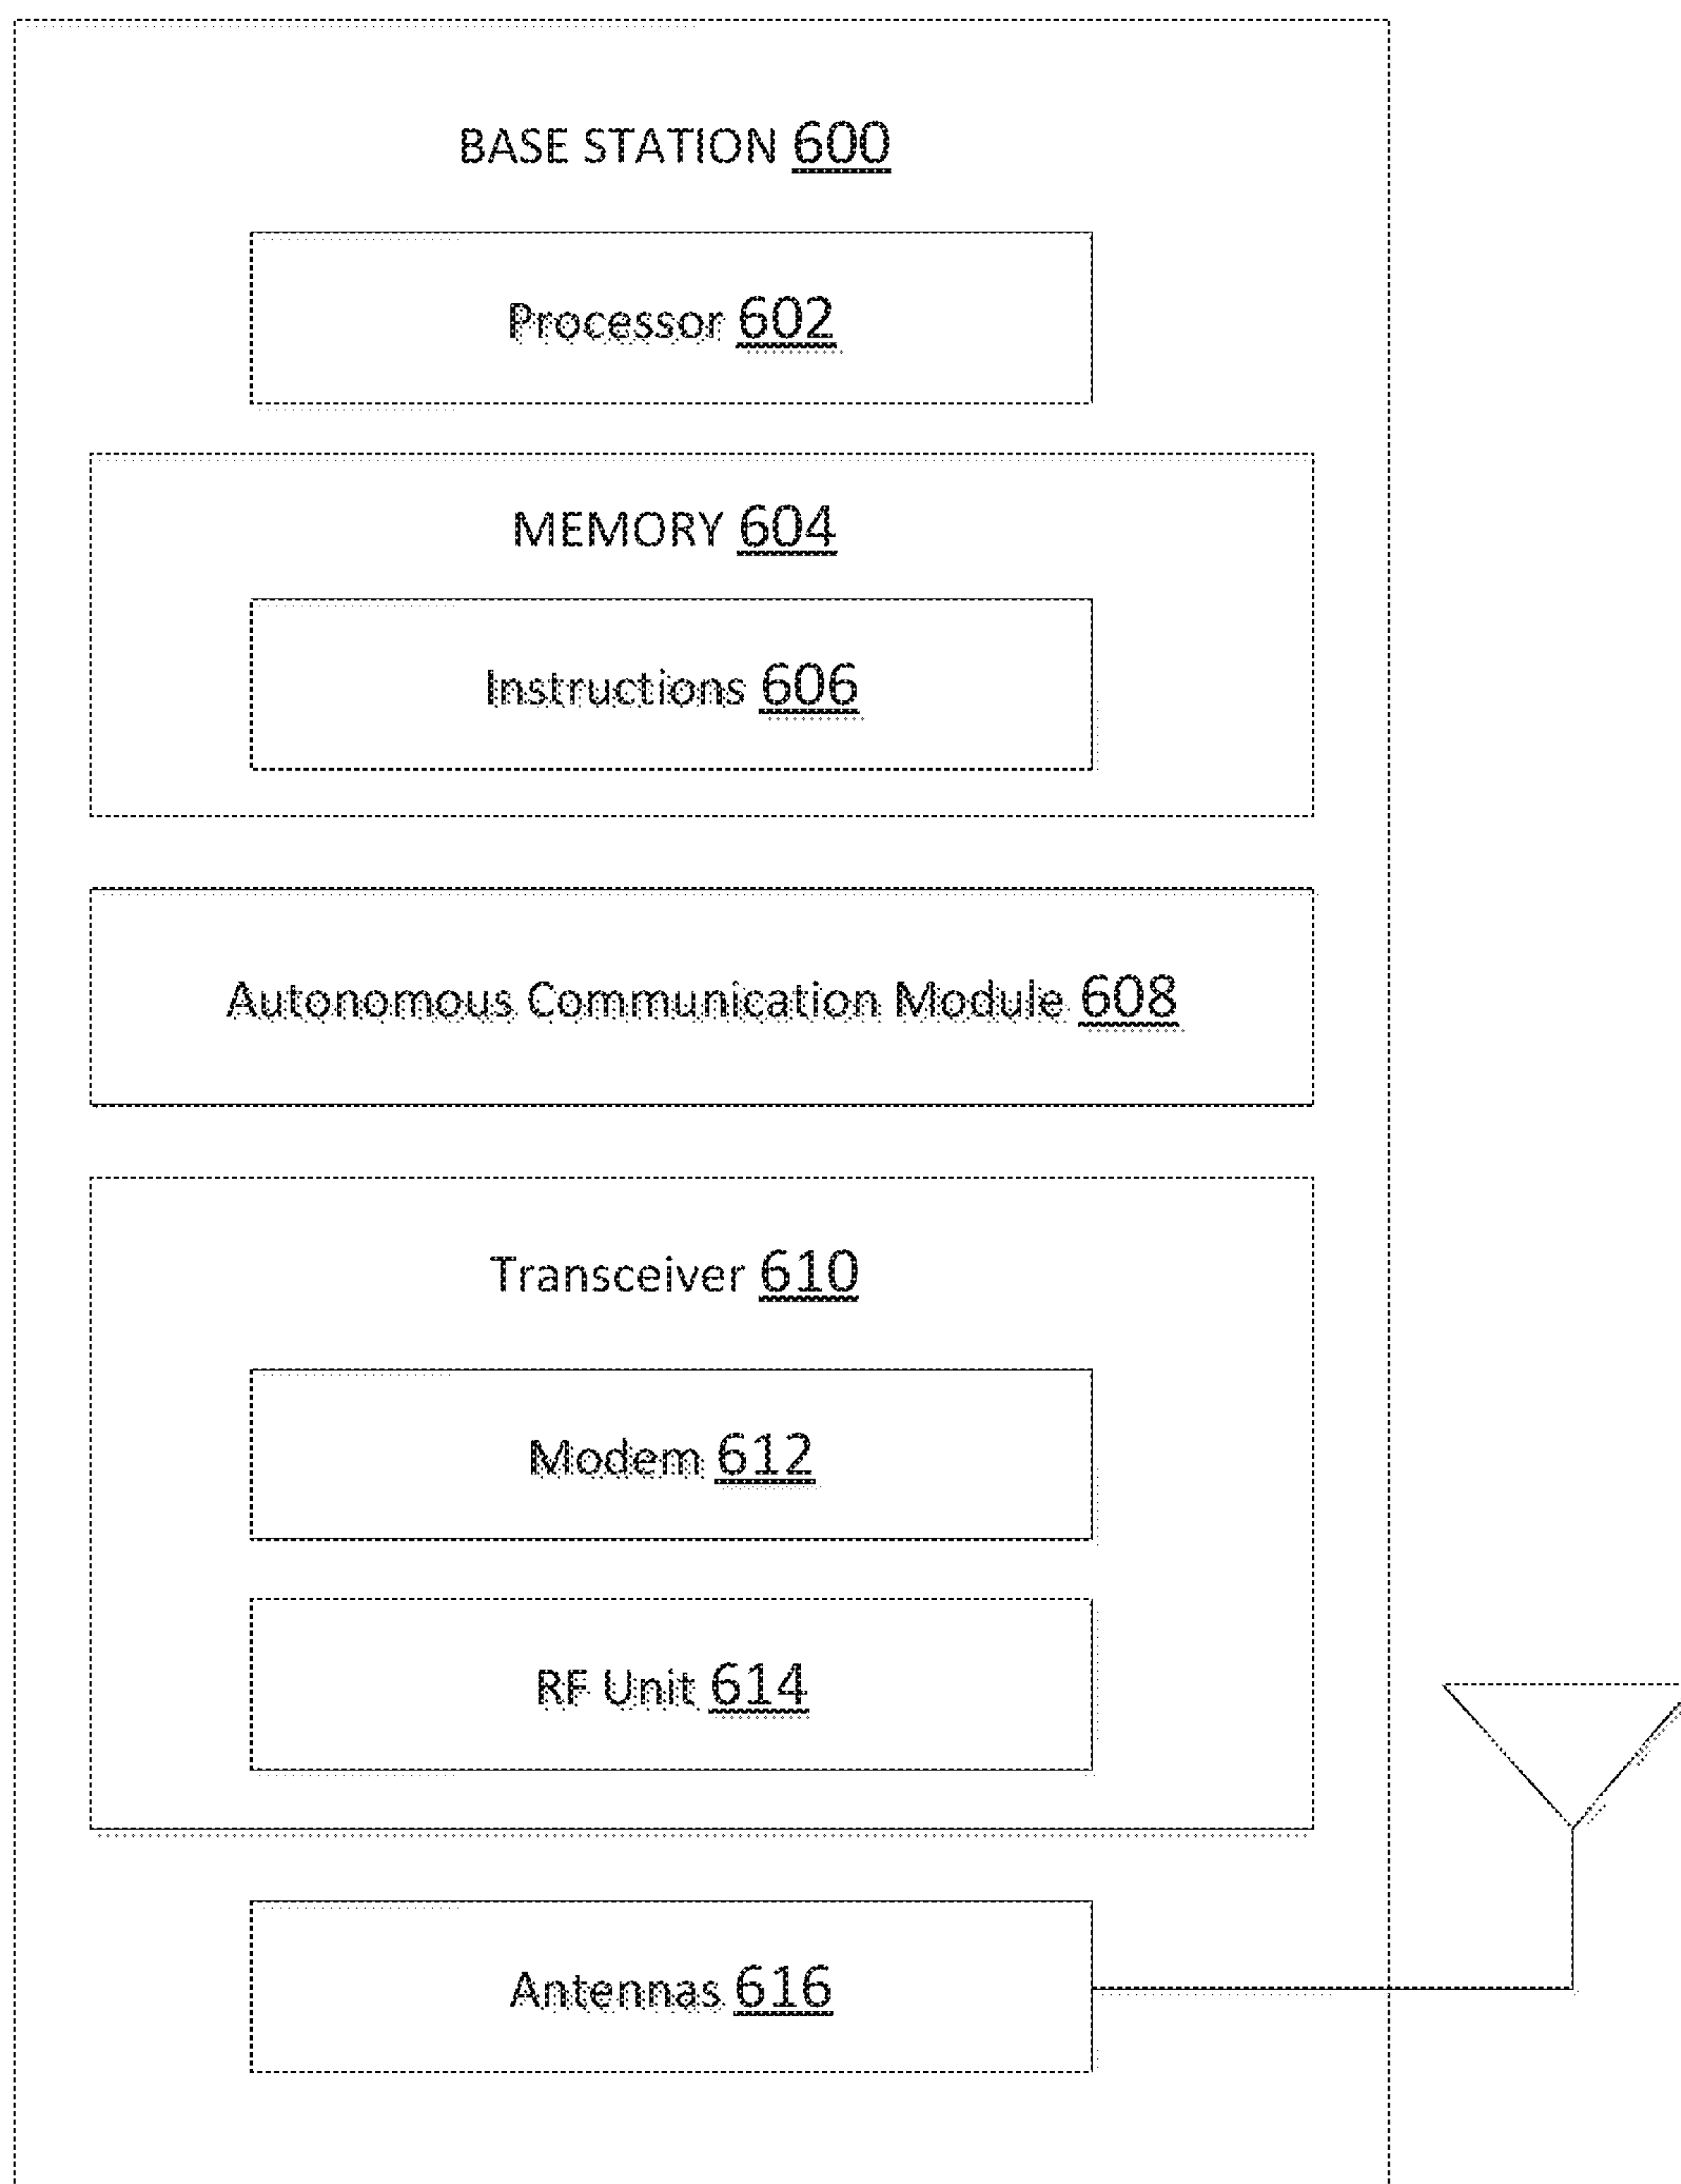 BASE STATION 600
Processor 602
MEMORY 604
Instructions 606
Autonomous Communication Module 608
Transceiver 610
Modem 612
RF Unit 614
Antennas 616